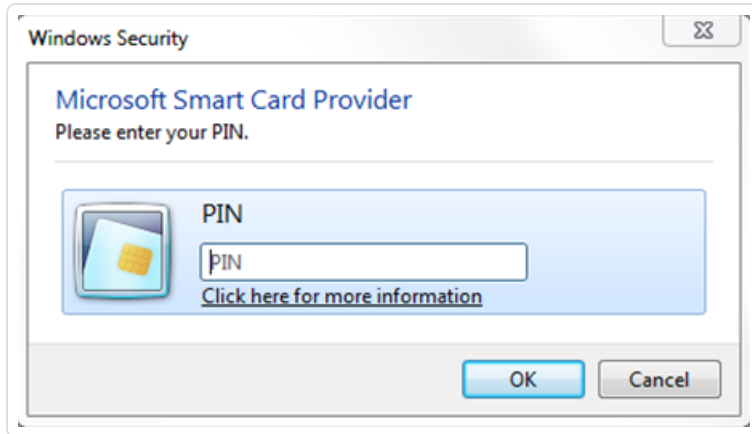 Windows Security
Microsoft Smart Card Provider
Please enter your PIN.
PIN
PIN
Click here for more information
OK Cancel